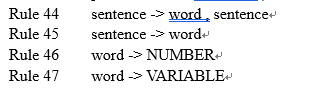 Rule 44 sentence -> word , sentence↵
Rule 45 sentence -> word↵
Rule 46 word -> NUMBER↵
Rule 47 word -> VARIABLE↵